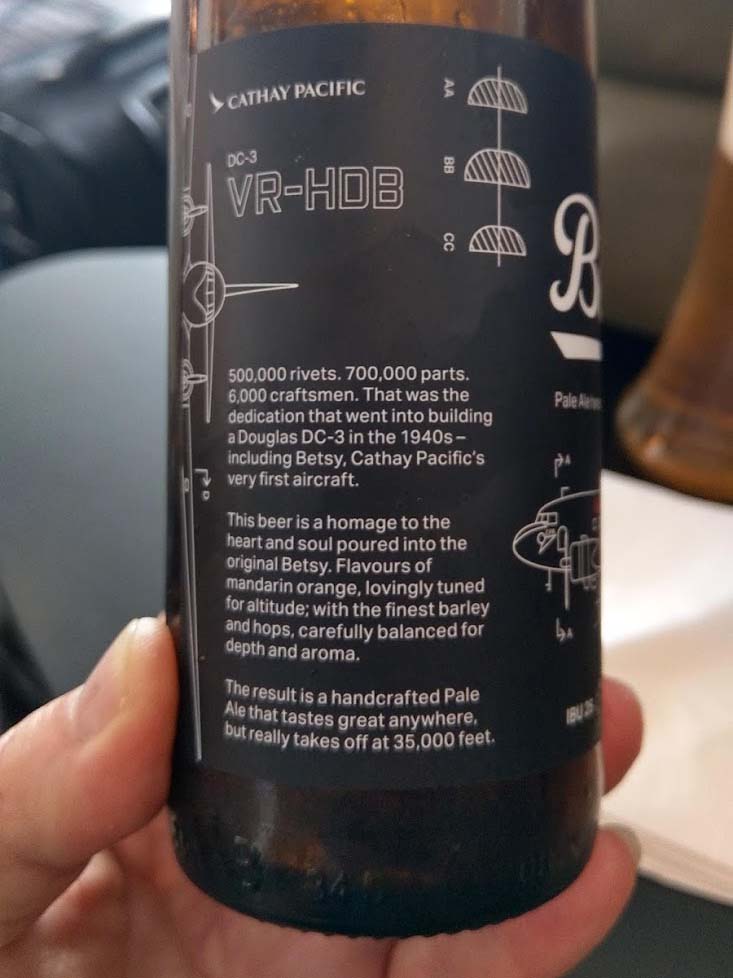 CATHAY PACIFIC
DC-3
VR-HDB
AA
BB
CC
500,000 rivets. 700,000 parts.
6,000 craftsmen. That was the
dedication that went into building
a Douglas DC-3 in the 1940s –
including Betsy, Cathay Pacific's
very first aircraft.
This beer is a homage to the
heart and soul poured into the
original Betsy. Flavours of
mandarin orange, lovingly tuned
for altitude; with the finest barley
and hops, carefully balanced for
depth and aroma.
The result is a handcrafted Pale
Ale that tastes great anywhere,
but really takes off at 35,000 feet.
B
Pale Ale
A
D
A
IBU 25